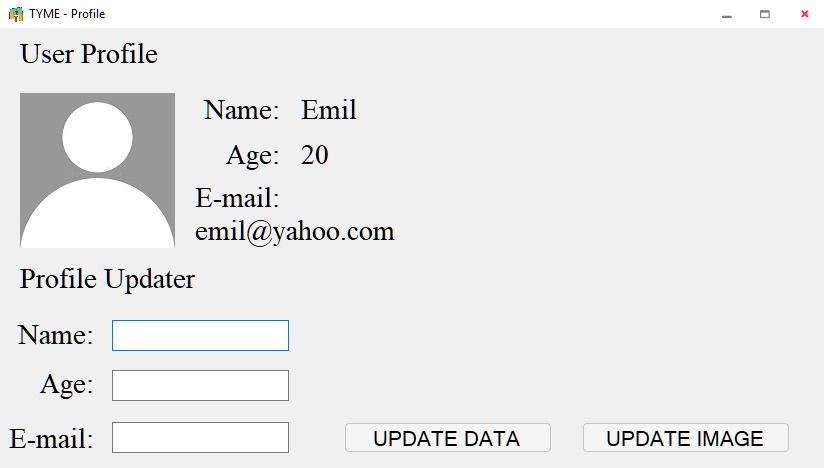 TYME - Profile
User Profile
Name: Emil
Age: 20
E-mail:
emil@yahoo.com
Profile Updater
Name:
Age:
E-mail:
UPDATE DATA
UPDATE IMAGE